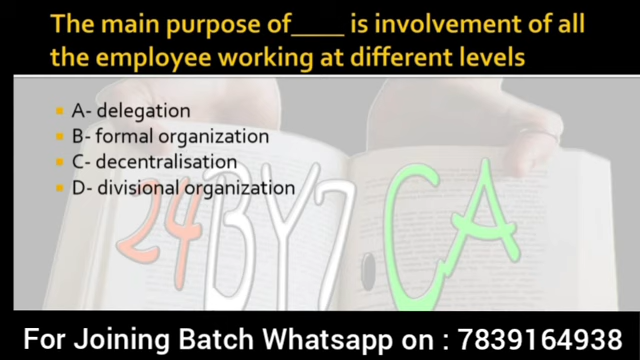 The main purpose of____ is involvement of all
the employee working at different levels
A- delegation
B- formal organization
C- decentralisation
D- divisional organization
24BY7 CA
For Joining Batch Whatsapp on : 7839164938